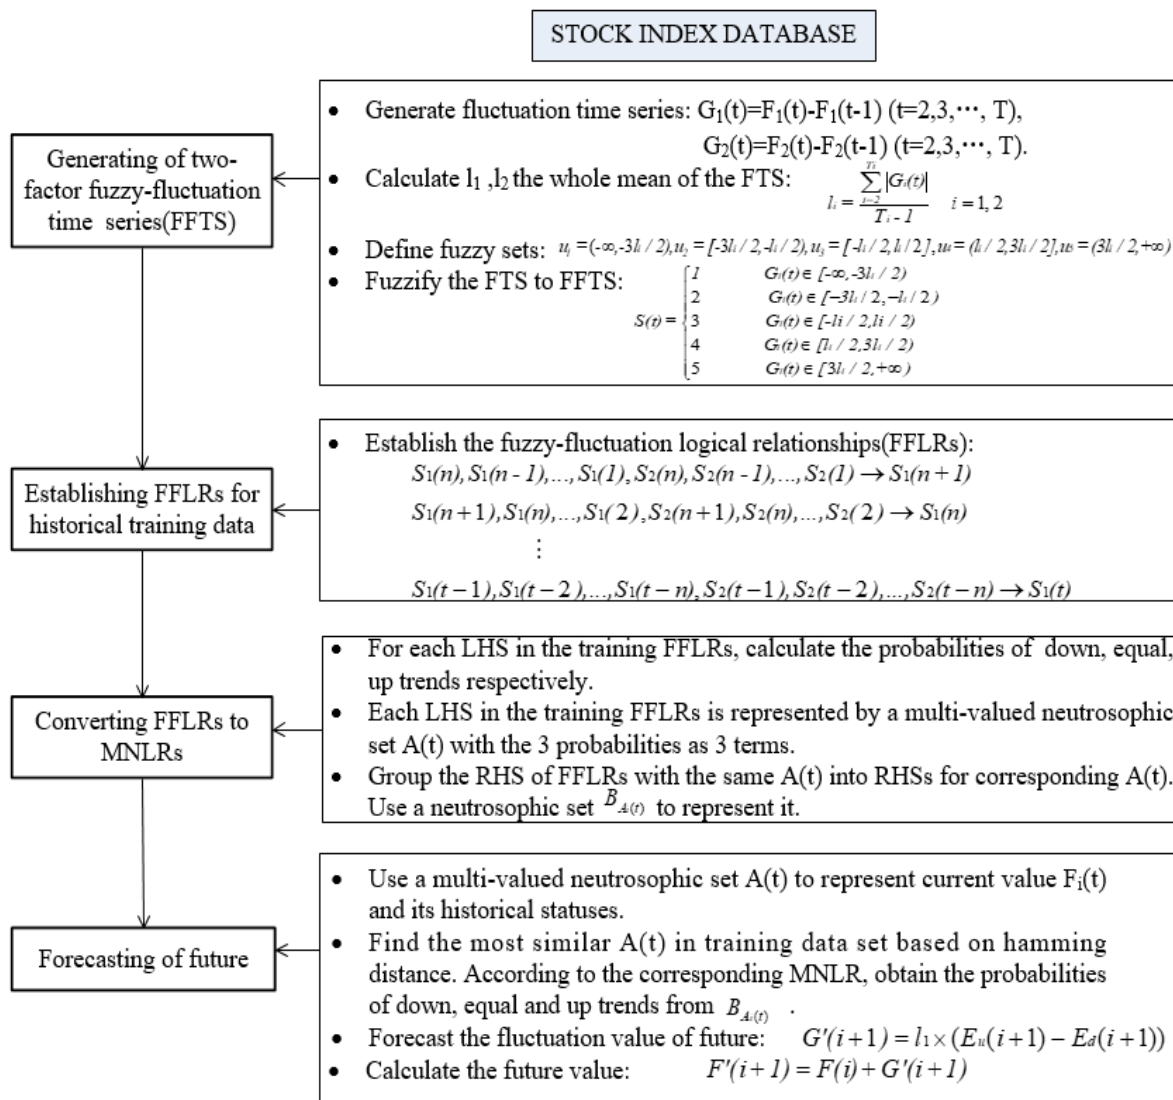 STOCK INDEX DATABASE
Generating of two-
factor fuzzy-fluctuation
time series(FFTS)
• Generate fluctuation time series: G₁(t)=F₁(t)-F₁(t-1) (t=2,3,⋯, T),
G₂(t)=F₂(t)-F₂(t-1) (t=2,3,⋯, T).
• Calculate l₁ ,l₂ the whole mean of the FTS: lᵢ = ∑_{i=2}^{Tᵢ} |Gᵢ(t)| / (Tᵢ - 1) i = 1, 2
• Define fuzzy sets: u₁ = (-∞,-3lᵢ / 2), u₂ = [-3lᵢ / 2,-lᵢ / 2), u₃ = [-lᵢ / 2,lᵢ / 2], u₄ = (lᵢ / 2,3lᵢ / 2], u₅ = (3lᵢ / 2,+∞)
• Fuzzify the FTS to FFTS:
S(t) =
1 Gᵢ(t) ∈ [-∞,-3lᵢ / 2)
2 Gᵢ(t) ∈ [-3lᵢ / 2,-lᵢ / 2)
3 Gᵢ(t) ∈ [-li / 2,li / 2)
4 Gᵢ(t) ∈ [lᵢ / 2,3lᵢ / 2)
5 Gᵢ(t) ∈ [3lᵢ / 2,+∞)
Establishing FFLRs for
historical training data
• Establish the fuzzy-fluctuation logical relationships(FFLRs):
S₁(n),S₁(n-1),...,S₁(1),S₂(n),S₂(n-1),...,S₂(1) → S₁(n+1)
S₁(n+1),S₁(n),...,S₁(2),S₂(n+1),S₂(n),...,S₂(2) → S₁(n)
⋮
S₁(t-1),S₁(t-2),...,S₁(t-n),S₂(t-1),S₂(t-2),...,S₂(t-n) → S₁(t)
Converting FFLRs to
MNLRs
• For each LHS in the training FFLRs, calculate the probabilities of down, equal,
up trends respectively.
• Each LHS in the training FFLRs is represented by a multi-valued neutrosophic
set A(t) with the 3 probabilities as 3 terms.
• Group the RHS of FFLRs with the same A(t) into RHSs for corresponding A(t).
Use a neutrosophic set B_{Aᵢ(t)} to represent it.
Forecasting of future
• Use a multi-valued neutrosophic set A(t) to represent current value Fᵢ(t)
and its historical statuses.
• Find the most similar A(t) in training data set based on hamming
distance. According to the corresponding MNLR, obtain the probabilities
of down, equal and up trends from B_{Aᵢ(t)} .
• Forecast the fluctuation value of future: G′(i+1) = l₁ × (Eᵤ(i+1) − E_d(i+1))
• Calculate the future value: F′(i+1) = F(i) + G′(i+1)